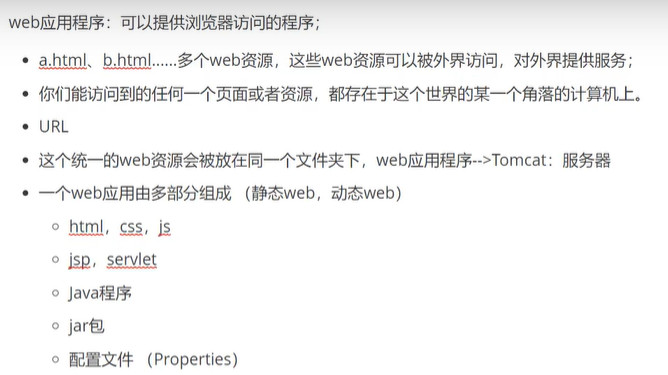 web应用程序：可以提供浏览器访问的程序；
a.html、b.html......多个web资源，这些web资源可以被外界访问，对外界提供服务；
你们能访问到的任何一个页面或者资源，都存在于这个世界的某一个角落的计算机上。
URL
这个统一的web资源会被放在同一个文件夹下，web应用程序-->Tomcat：服务器
一个web应用由多部分组成 （静态web，动态web）
html，css，js
jsp，servlet
Java程序
jar包
配置文件 （Properties）